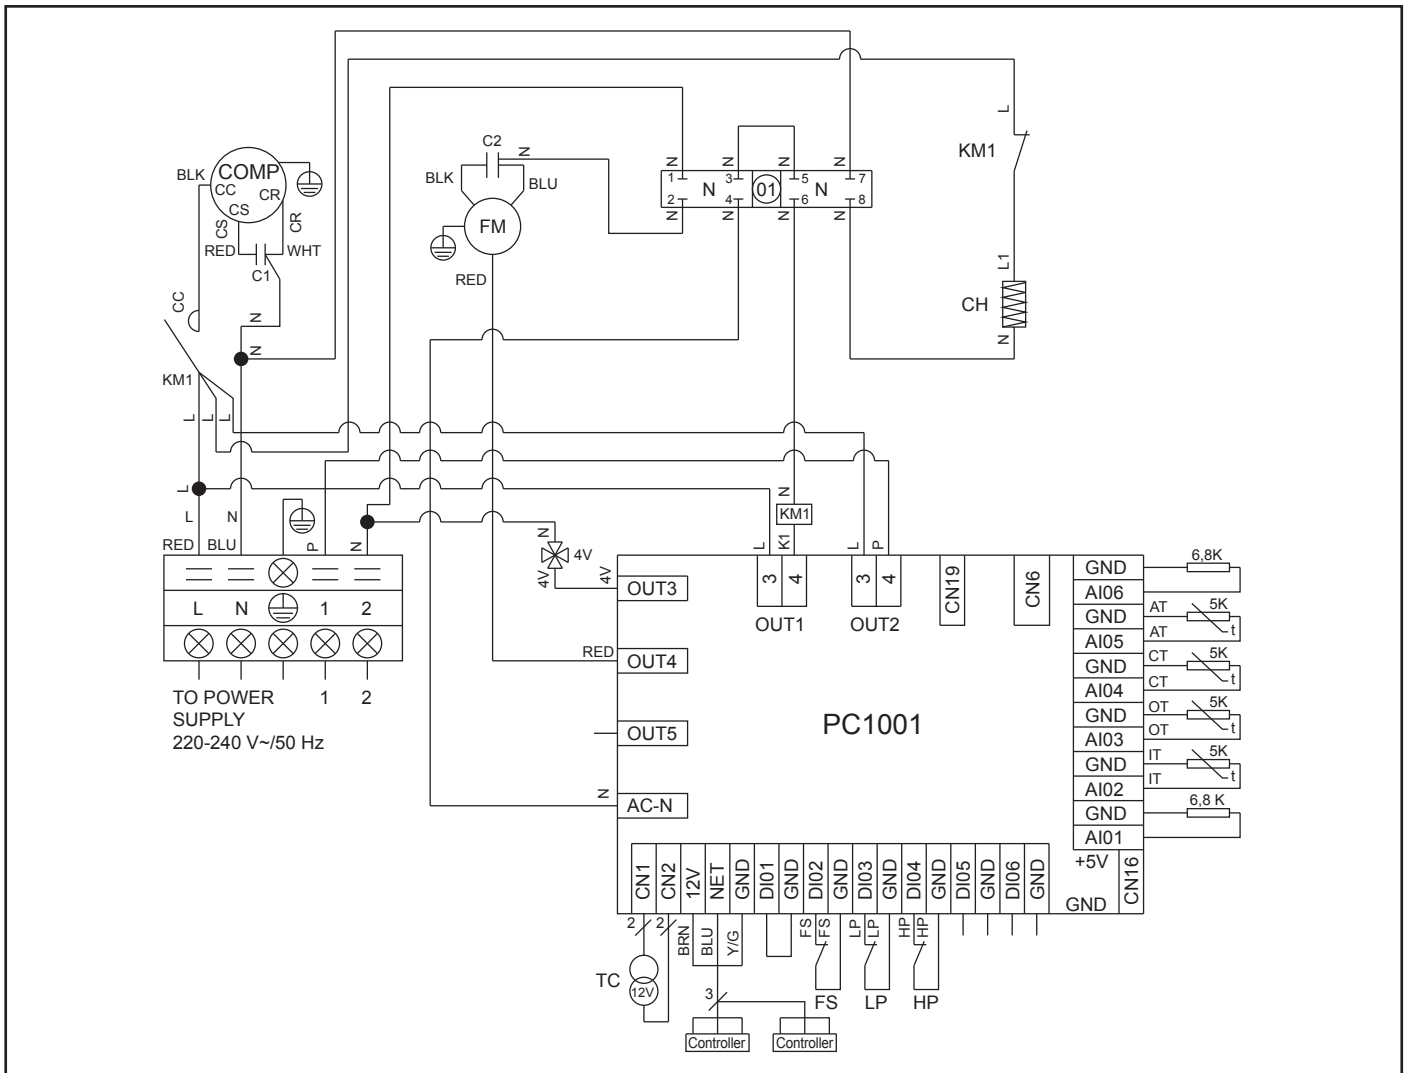 C2
N
BLK
BLU
FM
RED
COMP
BLK
CC
CR
CS
CS
CR
RED
WHT
C1
CC
N
N
KM1
L
L
L
N
N
N
N
1
3
5
7
N
01
N
2
4
6
8
N
N
N
N
L
KM1
L1
CH
N
L
L
N
RED
BLU
P
N
L
N
1
2
TO POWER
1
2
SUPPLY
220-240 V~/50 Hz
N
4V
4V
4V
OUT3
RED
OUT4
OUT5
N
AC-N
N
KM1
L
K1
L
P
3
4
3
4
OUT1
OUT2
CN19
CN6
PC1001
GND
6,8K
AI06
GND
AT
5K
t
AI05
AT
GND
CT
5K
t
AI04
CT
GND
OT
5K
t
AI03
OT
GND
IT
5K
t
AI02
IT
GND
6,8 K
AI01
+5V
CN16
GND
CN1
CN2
12V
NET
GND
DI01
GND
DI02
GND
DI03
GND
DI04
GND
DI05
GND
DI06
GND
2
2
BRN
BLU
Y/G
FS
FS
LP
LP
HP
HP
TC
12V
3
FS
LP
HP
Controller
Controller